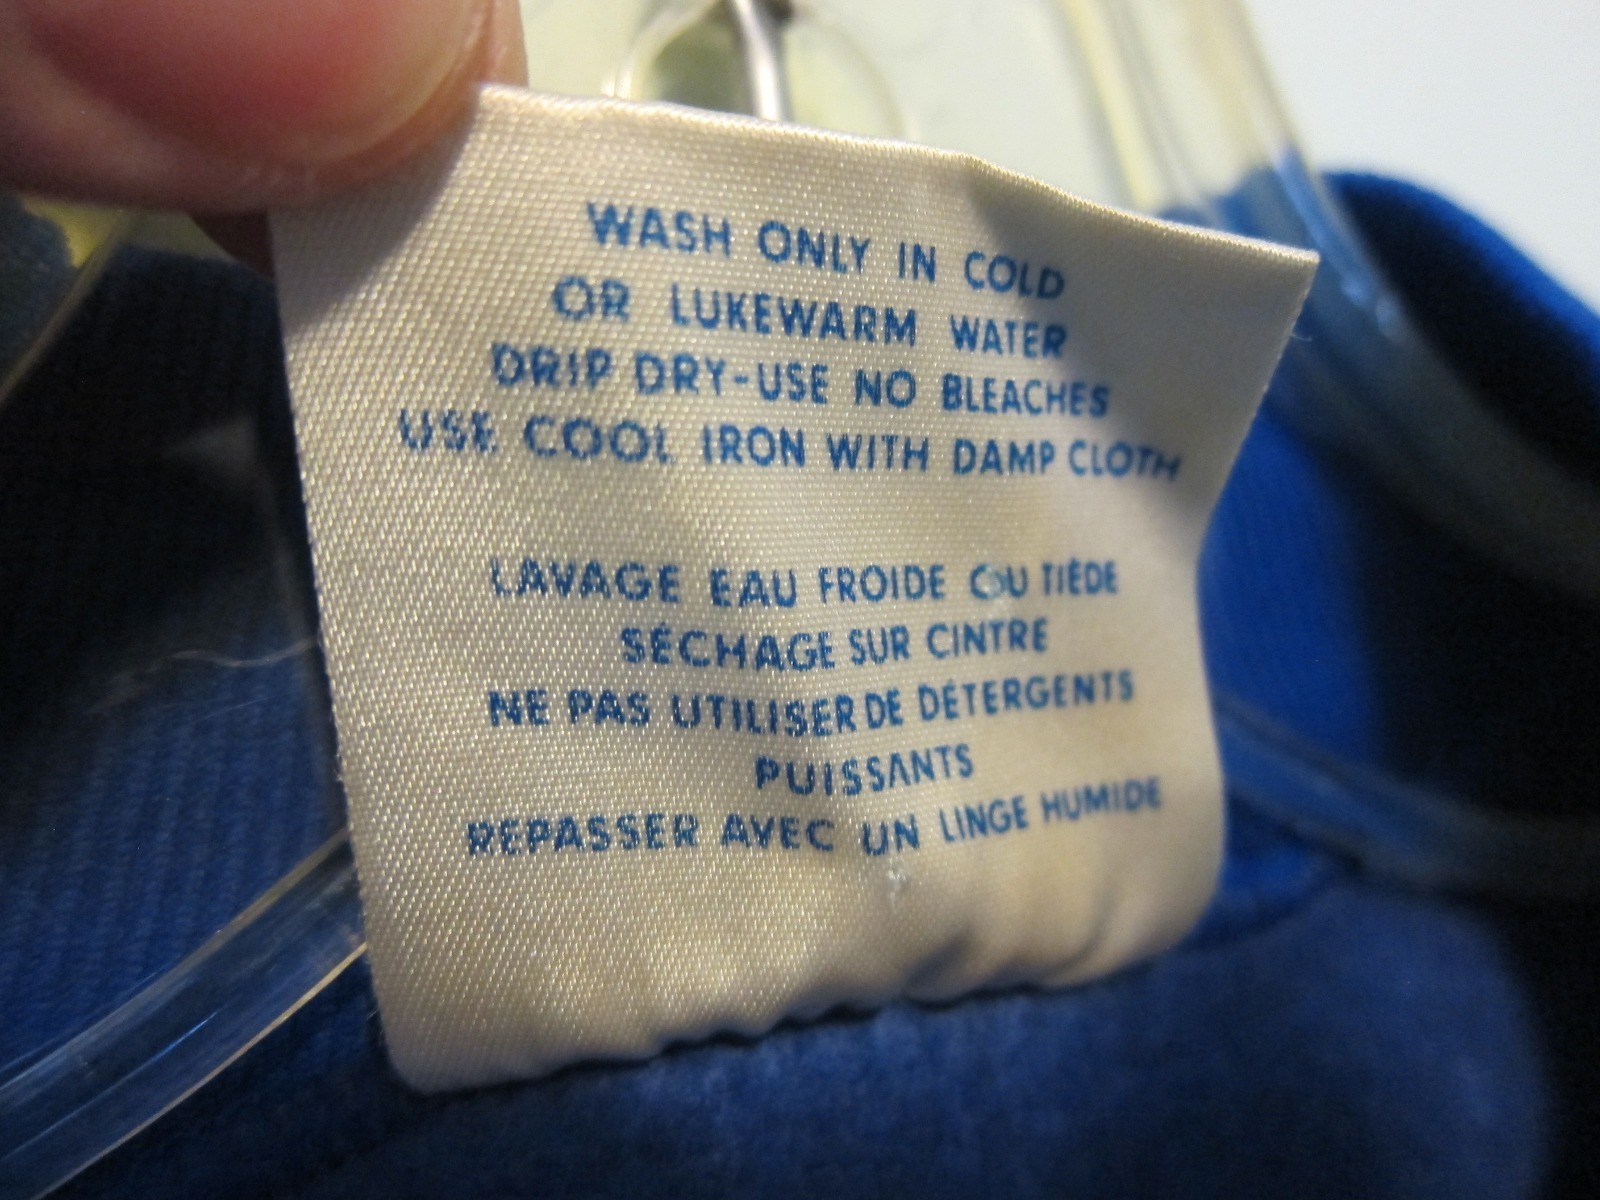 WASH ONLY IN COLD
OR LUKEWARM WATER
DRIP DRY-USE NO BLEACHES
USE COOL IRON WITH DAMP CLOTH
LAVAGE EAU FROIDE OU TIÈDE
SÉCHAGE SUR CINTRE
NE PAS UTILISER DE DÉTERGENTS
PUISSANTS
REPASSER AVEC UN LINGE HUMIDE